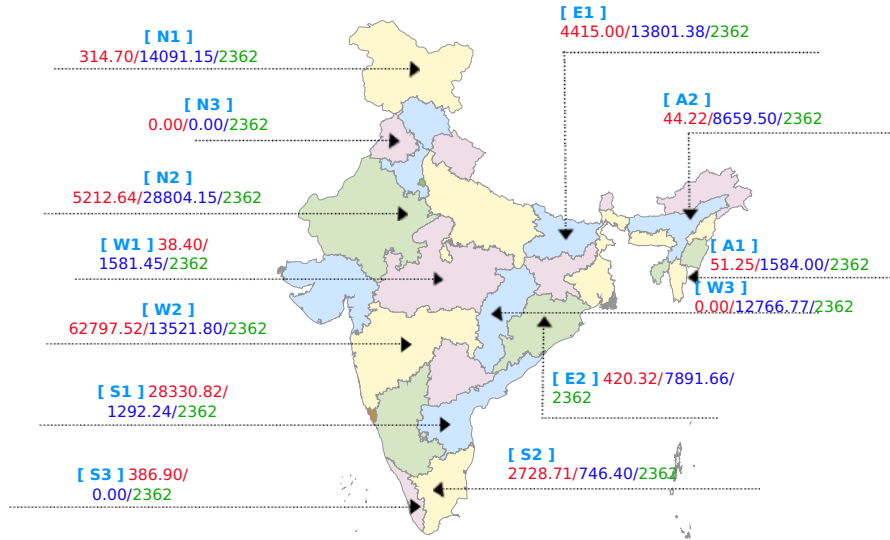 [ E1 ]
4415.00/13801.38/2362
[ N1 ]
314.70/14091.15/2362
[ N3 ]
0.00/0.00/2362
[ A2 ]
44.22/8659.50/2362
[ N2 ]
5212.64/28804.15/2362
[ W1 ] 38.40/
1581.45/2362
[ A1 ]
51.25/1584.00/2362
[ W3 ]
0.00/12766.77/2362
[ W2 ]
62797.52/13521.80/2362
[ E2 ] 420.32/7891.66/
2362
[ S1 ] 28330.82/
1292.24/2362
[ S2 ]
2728.71/746.40/2362
[ S3 ] 386.90/
0.00/2362